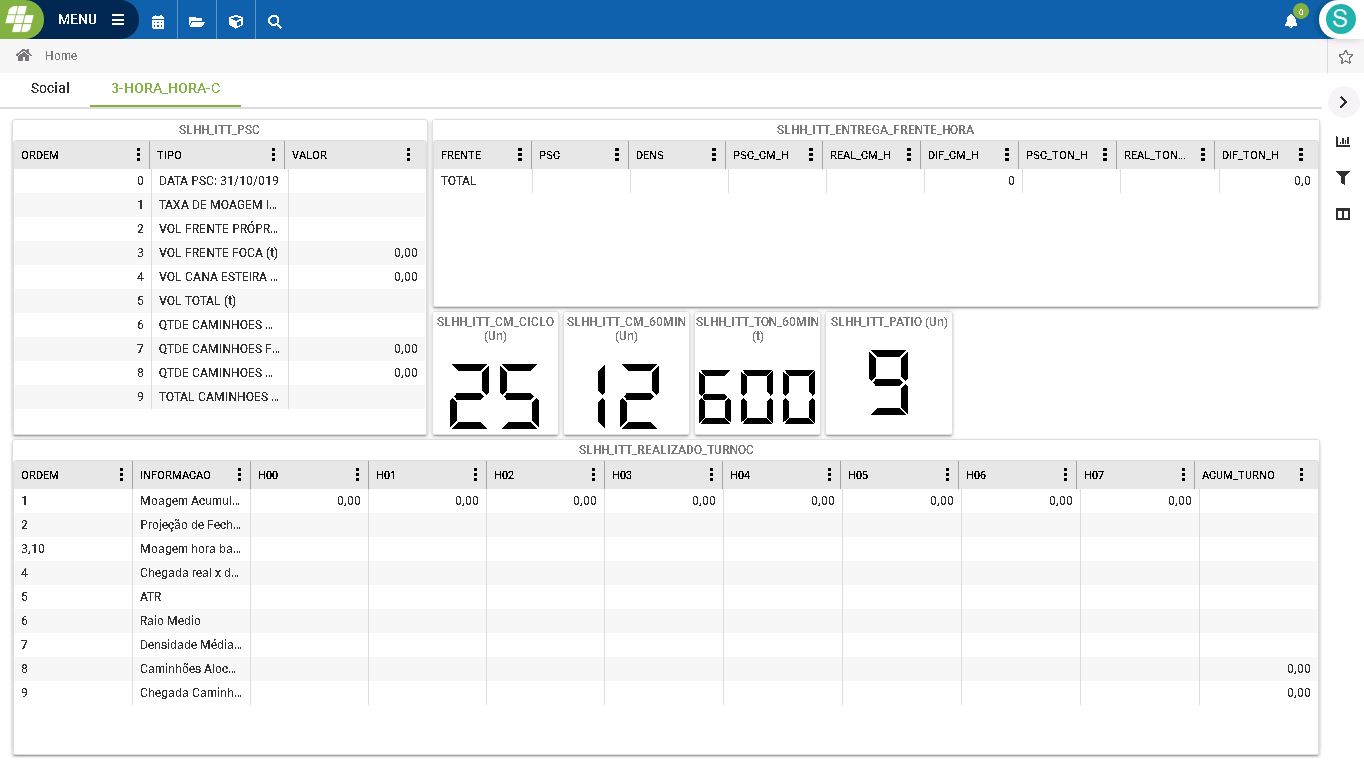 MENU
0
S
Home
Social 3-HORA_HORA-C
SLHH_ITT_PSC
ORDEM TIPO VALOR
0 DATA PSC: 31/10/019
1 TAXA DE MOAGEM I...
2 VOL FRENTE PRÓPR...
3 VOL FRENTE FOCA (t) 0,00
4 VOL CANA ESTEIRA ... 0,00
5 VOL TOTAL (t)
6 QTDE CAMINHOES ...
7 QTDE CAMINHOES F... 0,00
8 QTDE CAMINHOES ... 0,00
9 TOTAL CAMINHOES ...
SLHH_ITT_ENTREGA_FRENTE_HORA
FRENTE PSC DENS PSC_CM_H REAL_CM_H DIF_CM_H PSC_TON_H REAL_TON... DIF_TON_H
TOTAL 0 0,0
SLHH_ITT_CM_CICLO
(Un)
25
SLHH_ITT_CM_60MIN
(Un)
12
SLHH_ITT_TON_60MIN
(t)
600
SLHH_ITT_PATIO (Un)
9
SLHH_ITT_REALIZADO_TURNOC
ORDEM INFORMACAO H00 H01 H02 H03 H04 H05 H06 H07 ACUM_TURNO
1 Moagem Acumul... 0,00 0,00 0,00 0,00 0,00 0,00 0,00 0,00
2 Projeção de Fech...
3,10 Moagem hora ba...
4 Chegada real x d...
5 ATR
6 Raio Medio
7 Densidade Média...
8 Caminhões Aloc... 0,00
9 Chegada Caminh... 0,00